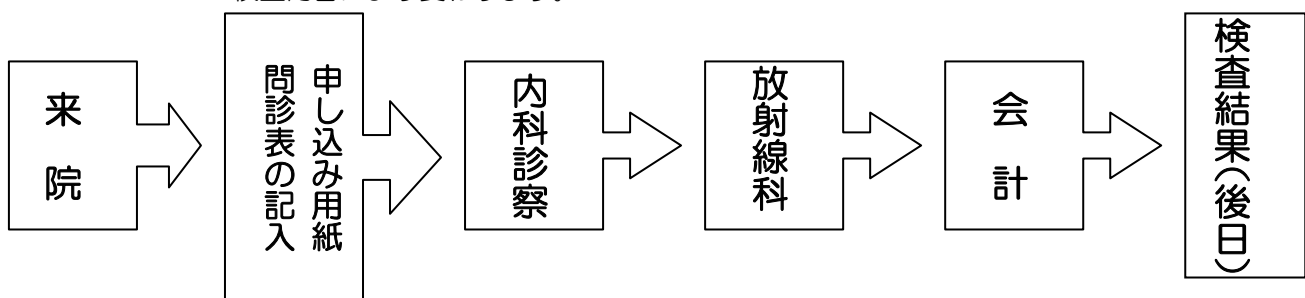 来院
申し込み用紙
問診表の記入
内科診察
放射線科
会計
検査結果（後日）